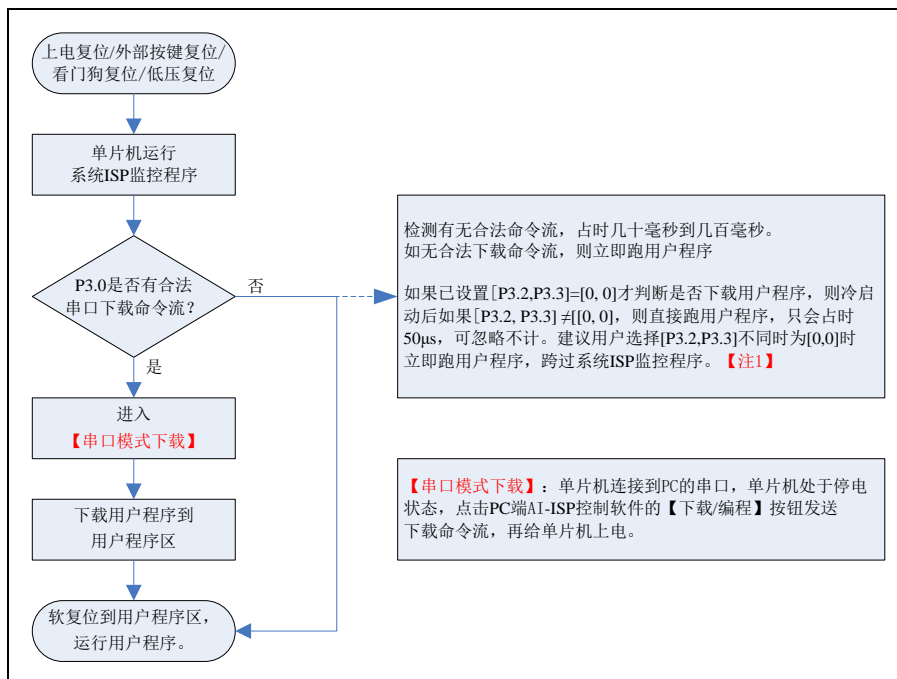 上电复位/外部按键复位/
看门狗复位/低压复位
单片机运行
系统ISP监控程序
P3.0是否有合法
串口下载命令流?
否
是
进入
【串口模式下载】
下载用户程序到
用户程序区
软复位到用户程序区,
运行用户程序。
检测有无合法命令流,占时几十毫秒到几百毫秒。
如无合法下载命令流,则立即跑用户程序
如果已设置[P3.2,P3.3]=[0, 0]才判断是否下载用户程序,则冷启
动后如果[P3.2, P3.3] ≠[[0, 0],则直接跑用户程序,只会占时
50μs,可忽略不计。建议用户选择[P3.2,P3.3]不同时为[0,0]时
立即跑用户程序,跨过系统ISP监控程序。【注1】
【串口模式下载】:单片机连接到PC的串口,单片机处于停电
状态,点击PC端AI-ISP控制软件的【下载/编程】按钮发送
下载命令流,再给单片机上电。